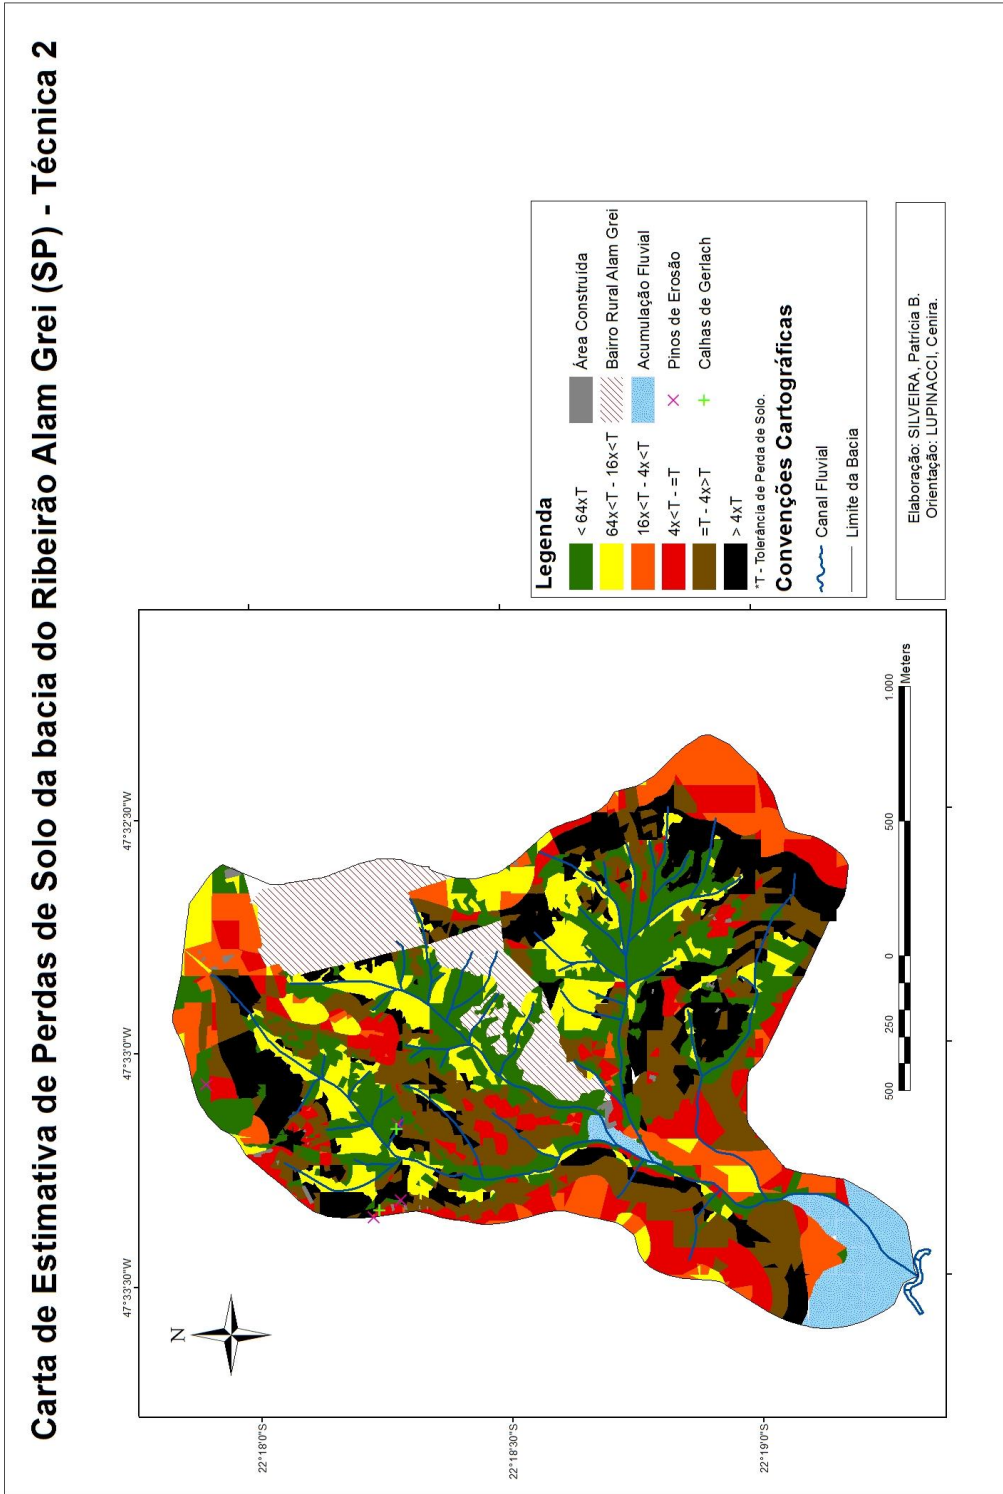 Carta de Estimativa de Perdas de Solo da bacia do Ribeirão Alam Grei (SP) - Técnica 2
47°33'30"W
47°33'0"W
47°32'30"W
N
22°18'0"S
22°18'30"S
22°19'0"S
500
250
0
500
1.000
Meters
Legenda
< 64xT
64x<T - 16x<T
16x<T - 4x<T
4x<T - =T
=T - 4x>T
> 4xT
Área Construída
Bairro Rural Alam Grei
Acumulação Fluvial
Pinos de Erosão
Calhas de Gerlach
*T - Tolerância de Perda de Solo.
Convenções Cartográficas
Canal Fluvial
Limite da Bacia
Elaboração: SILVEIRA, Patrícia B.
Orientação: LUPINACCI, Cenira.